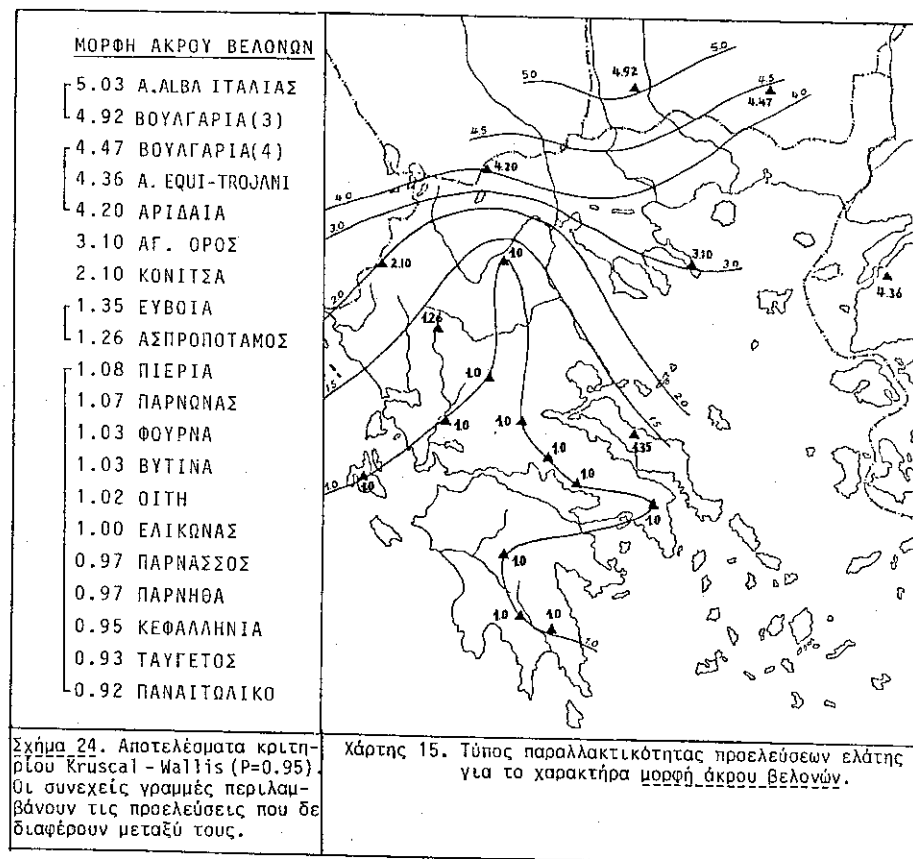 ΜΟΡΦΗ ΑΚΡΟΥ ΒΕΛΟΝΩΝ
5.03 Α.ALBA ΙΤΑΛΙΑΣ
4.92 ΒΟΥΛΓΑΡΙΑ(3)
4.47 ΒΟΥΛΓΑΡΙΑ(4)
4.36 A. EQUI-TROJANI
4.20 ΑΡΙΔΑΙΑ
3.10 ΑΓ. ΟΡΟΣ
2.10 ΚΟΝΙΤΣΑ
1.35 ΕΥΒΟΙΑ
1.26 ΑΣΠΡΟΠΟΤΑΜΟΣ
1.08 ΠΙΕΡΙΑ
1.07 ΠΑΡΝΩΝΑΣ
1.03 ΦΟΥΡΝΑ
1.03 ΒΥΤΙΝΑ
1.02 ΟΙΤΗ
1.00 ΕΛΙΚΩΝΑΣ
0.97 ΠΑΡΝΑΣΣΟΣ
0.97 ΠΑΡΝΗΘΑ
0.95 ΚΕΦΑΛΛΗΝΙΑ
0.93 ΤΑΥΓΕΤΟΣ
0.92 ΠΑΝΑΙΤΩΛΙΚΟ
5.0
5.0
4.92
4.5
4.47
4.0
4.5
4.20
4.0
3.0
3.10
3.0
2.10
1.0
4.36
2.0
1.26
1.5
1.0
2.0
1.5
1.0
1.0
1.35
1.0
1.0
1.0
1.0
1.0
1.0
1.0
1.0
Σχήμα 24. Αποτελέσματα κριτη-
ρίου Kruscal - Wallis (P=0.95).
Οι συνεχείς γραμμές περιλαμ-
βάνουν τις προελεύσεις που δε
διαφέρουν μεταξύ τους.
Χάρτης 15. Τύπος παραλλακτικότητας προελεύσεων ελάτης
για το χαρακτήρα μορφή άκρου βελονών.